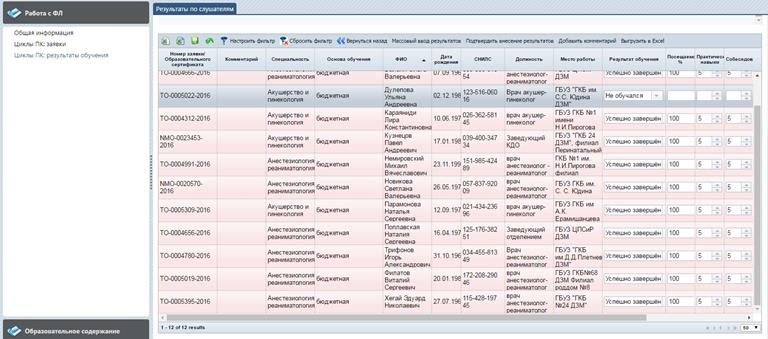 Работа с ФЛ
Общая информация
Циклы ПК: заявки
Циклы ПК: результаты обучения
Образовательное содержание
Результаты по слушателям
Настроить фильтр Сбросить фильтр Вернуться назад Массовый ввод результатов Подтвердить внесение результатов Добавить комментарий Выгрузить в Excel
Номер заявки/ Образовательного сертификата Комментарий Специальность Основа обучения ФИО Дата рождения СНИЛС Должность Место работы Результат обучения Посещаемо % Практичес навыки Собеседов
ТО-0004666-2016 реаниматология бюджетная Валерьевна 07.09.196 54 анестезиолог-реаниматолог ДЗМ" Успешно завершён 100 5 5
ТО-0005022-2016 Акушерство и гинекология бюджетная Дулепова Ульяна Андреевна 02.12.198 123-516-060 16 Врач акушер-гинеколог ГБУЗ "ГКБ им. С.С. Юдина ДЗМ" Не обучался
ТО-0004312-2016 Акушерство и гинекология бюджетная Караяниди Лира Константиновна 10.06.197 026-362-581 45 врач акушер-гинеколог ГБУЗ ГКБ №1 имени Н.И.Пирогова Успешно завершён 100 5 5
NMO-0023453-2016 Акушерство и гинекология бюджетная Кузнецов Павел Андреевич 17.01.198 039-400-347 34 Заведующий КДО ГБУЗ "ГКБ 24 ДЗМ", филиал Перинатальный Успешно завершён 100 5 5
ТО-0004991-2016 Анестезиология реаниматология бюджетная Немировский Михаил Вячеславович 23.11.199 151-985-424 89 врач анестезиолог-реаниматолог ГКБ №1 им. Н.И.Пирогова филиал Успешно завершён 100 5 5
NMO-0020570-2016 Анестезиология реаниматология бюджетная Новикова Светлана Валерьевна 26.05.197 057-837-920 09 врач анестезиолог-реаниматолог ГБУЗ ГКБ им. С. С. Юдина Успешно завершён 100 5 5
ТО-0005309-2016 Акушерство и гинекология бюджетная Парамонова Наталья Сергеевна 12.09.197 021-434-236 96 врач акушер-гинеколог ГБУЗ ГКБ им А.К. Ерамишанцева Успешно завершён 100 5 5
ТО-0004656-2016 Анестезиология реаниматология бюджетная Поплавская Наталия Сергеевна 16.04.197 125-176-382 51 Заведующий отделением ГБУЗ ЦПСиР ДЗМ Успешно завершён 100 5 5
ТО-0004780-2016 Анестезиология реаниматология бюджетная Трифонов Игорь Александрович 31.10.196 034-455-813 49 врач анестезиолог-реаниматолог ГБУЗ "ГКБ им.Д.Д.Плетнева ДЗМ" Успешно завершён 100 5 5
ТО-0005019-2016 Анестезиология реаниматология бюджетная Филатов Виталий Сергеевич 20.01.198 172-208-290 46 врач анестезиолог-реаниматолог ГБУЗ ГКБ№68 ДЗМ Филиал роддом №8 Успешно завершён 100 5 5
ТО-0005395-2016 Анестезиология реаниматология бюджетная Хегай Эдуард Николаевич 27.07.196 115-428-197 45 врач анестезиолог-реаниматолог ГБУЗ "ГКБ №24 ДЗМ" Успешно завершён 100 5 5
1 - 12 of 12 results 1 50